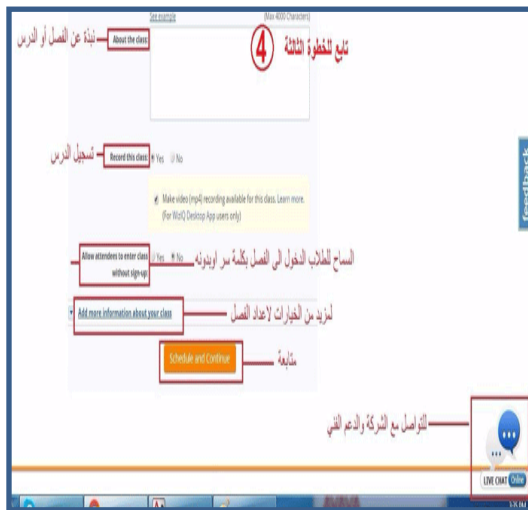 See example (Max 4000 Characters)
About the class: نبذة عن الفصل أو الدرس
تابع للخطوة الثالثة 4
Record this class: Yes No تسجيل الدرس
Make video (mp4) recording available for this class. Learn more.
(For WizIQ Desktop App users only)
Allow attendees to enter class without sign-up: Yes No السماح للطلاب الدخول الى الفصل بكلمة سر اوبدونه
Add more information about your class لمزيد من الخيارات لاعداد الفصل
Schedule and Continue متابعة
feedback
للتواصل مع الشركة والدعم الفني
LIVE CHAT Online